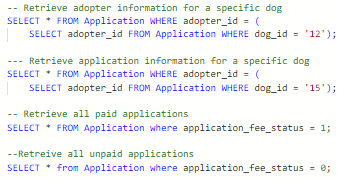 -- Retrieve adopter information for a specific dog
SELECT * FROM Application WHERE adopter_id = (
SELECT adopter_id FROM Application WHERE dog_id = '12');
--- Retrieve application information for a specific dog
SELECT * FROM Application WHERE adopter_id = (
SELECT adopter_id FROM Application WHERE dog_id = '15');
-- Retrieve all paid applications
SELECT * FROM Application where application_fee_status = 1;
--Retreive all unpaid applications
SELECT * from Application where application_fee_status = 0;